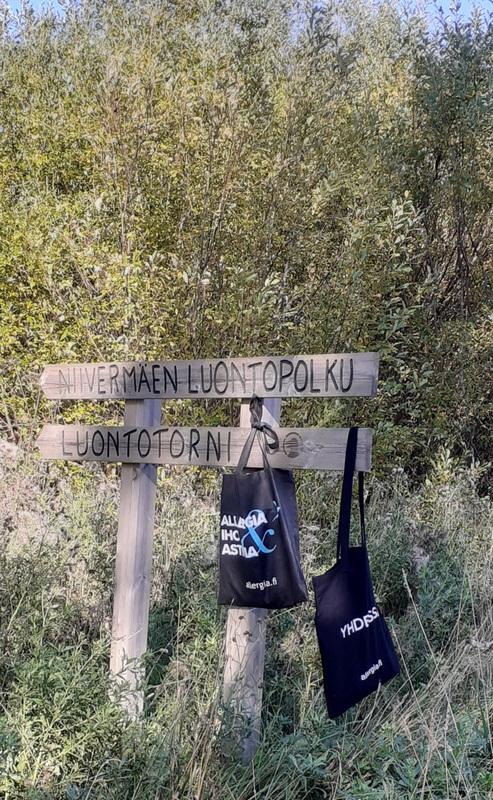 NIIVERMÄEN LUONTOPOLKU
LUONTOTORNI
ALLERGIA
IHO &
ASTMA
allergia.fi
YHDESS
allergia.fi